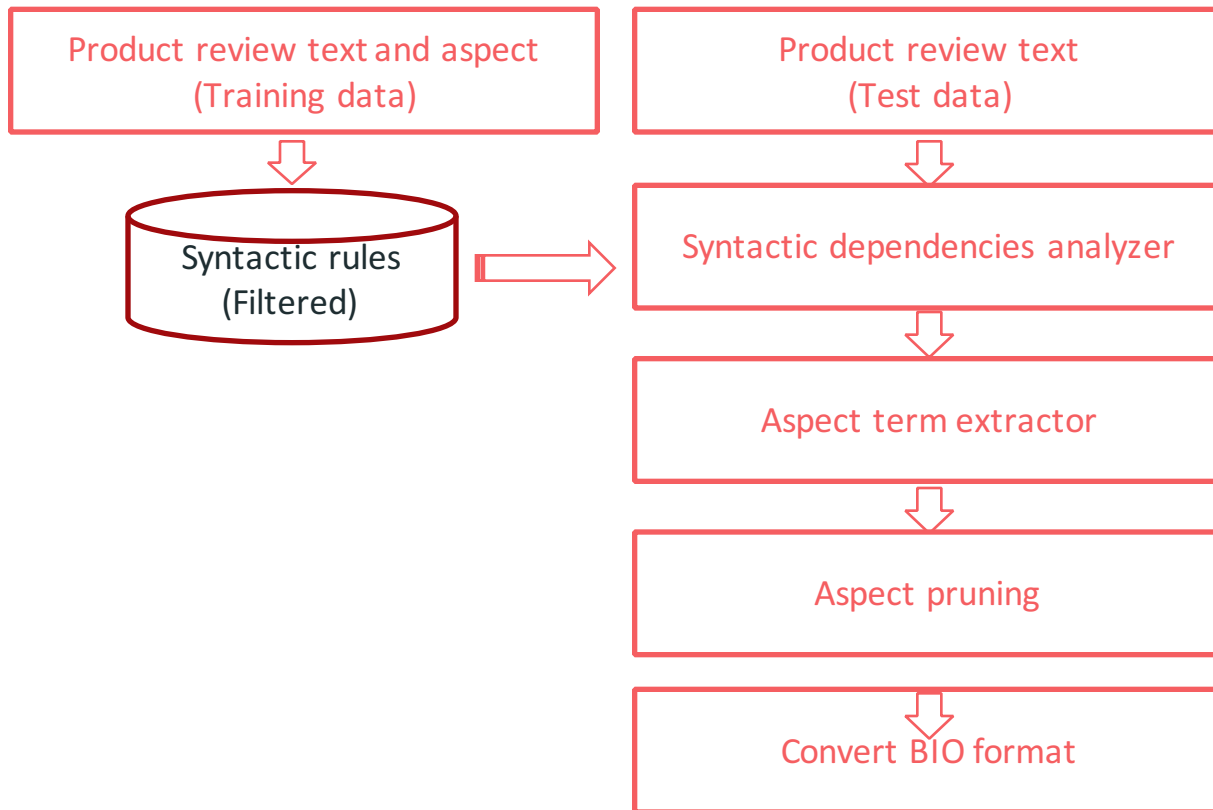 Product review text and aspect
(Training data)
Product review text
(Test data)
Syntactic rules
(Filtered)
Syntactic dependencies analyzer
Aspect term extractor
Aspect pruning
Convert BIO format